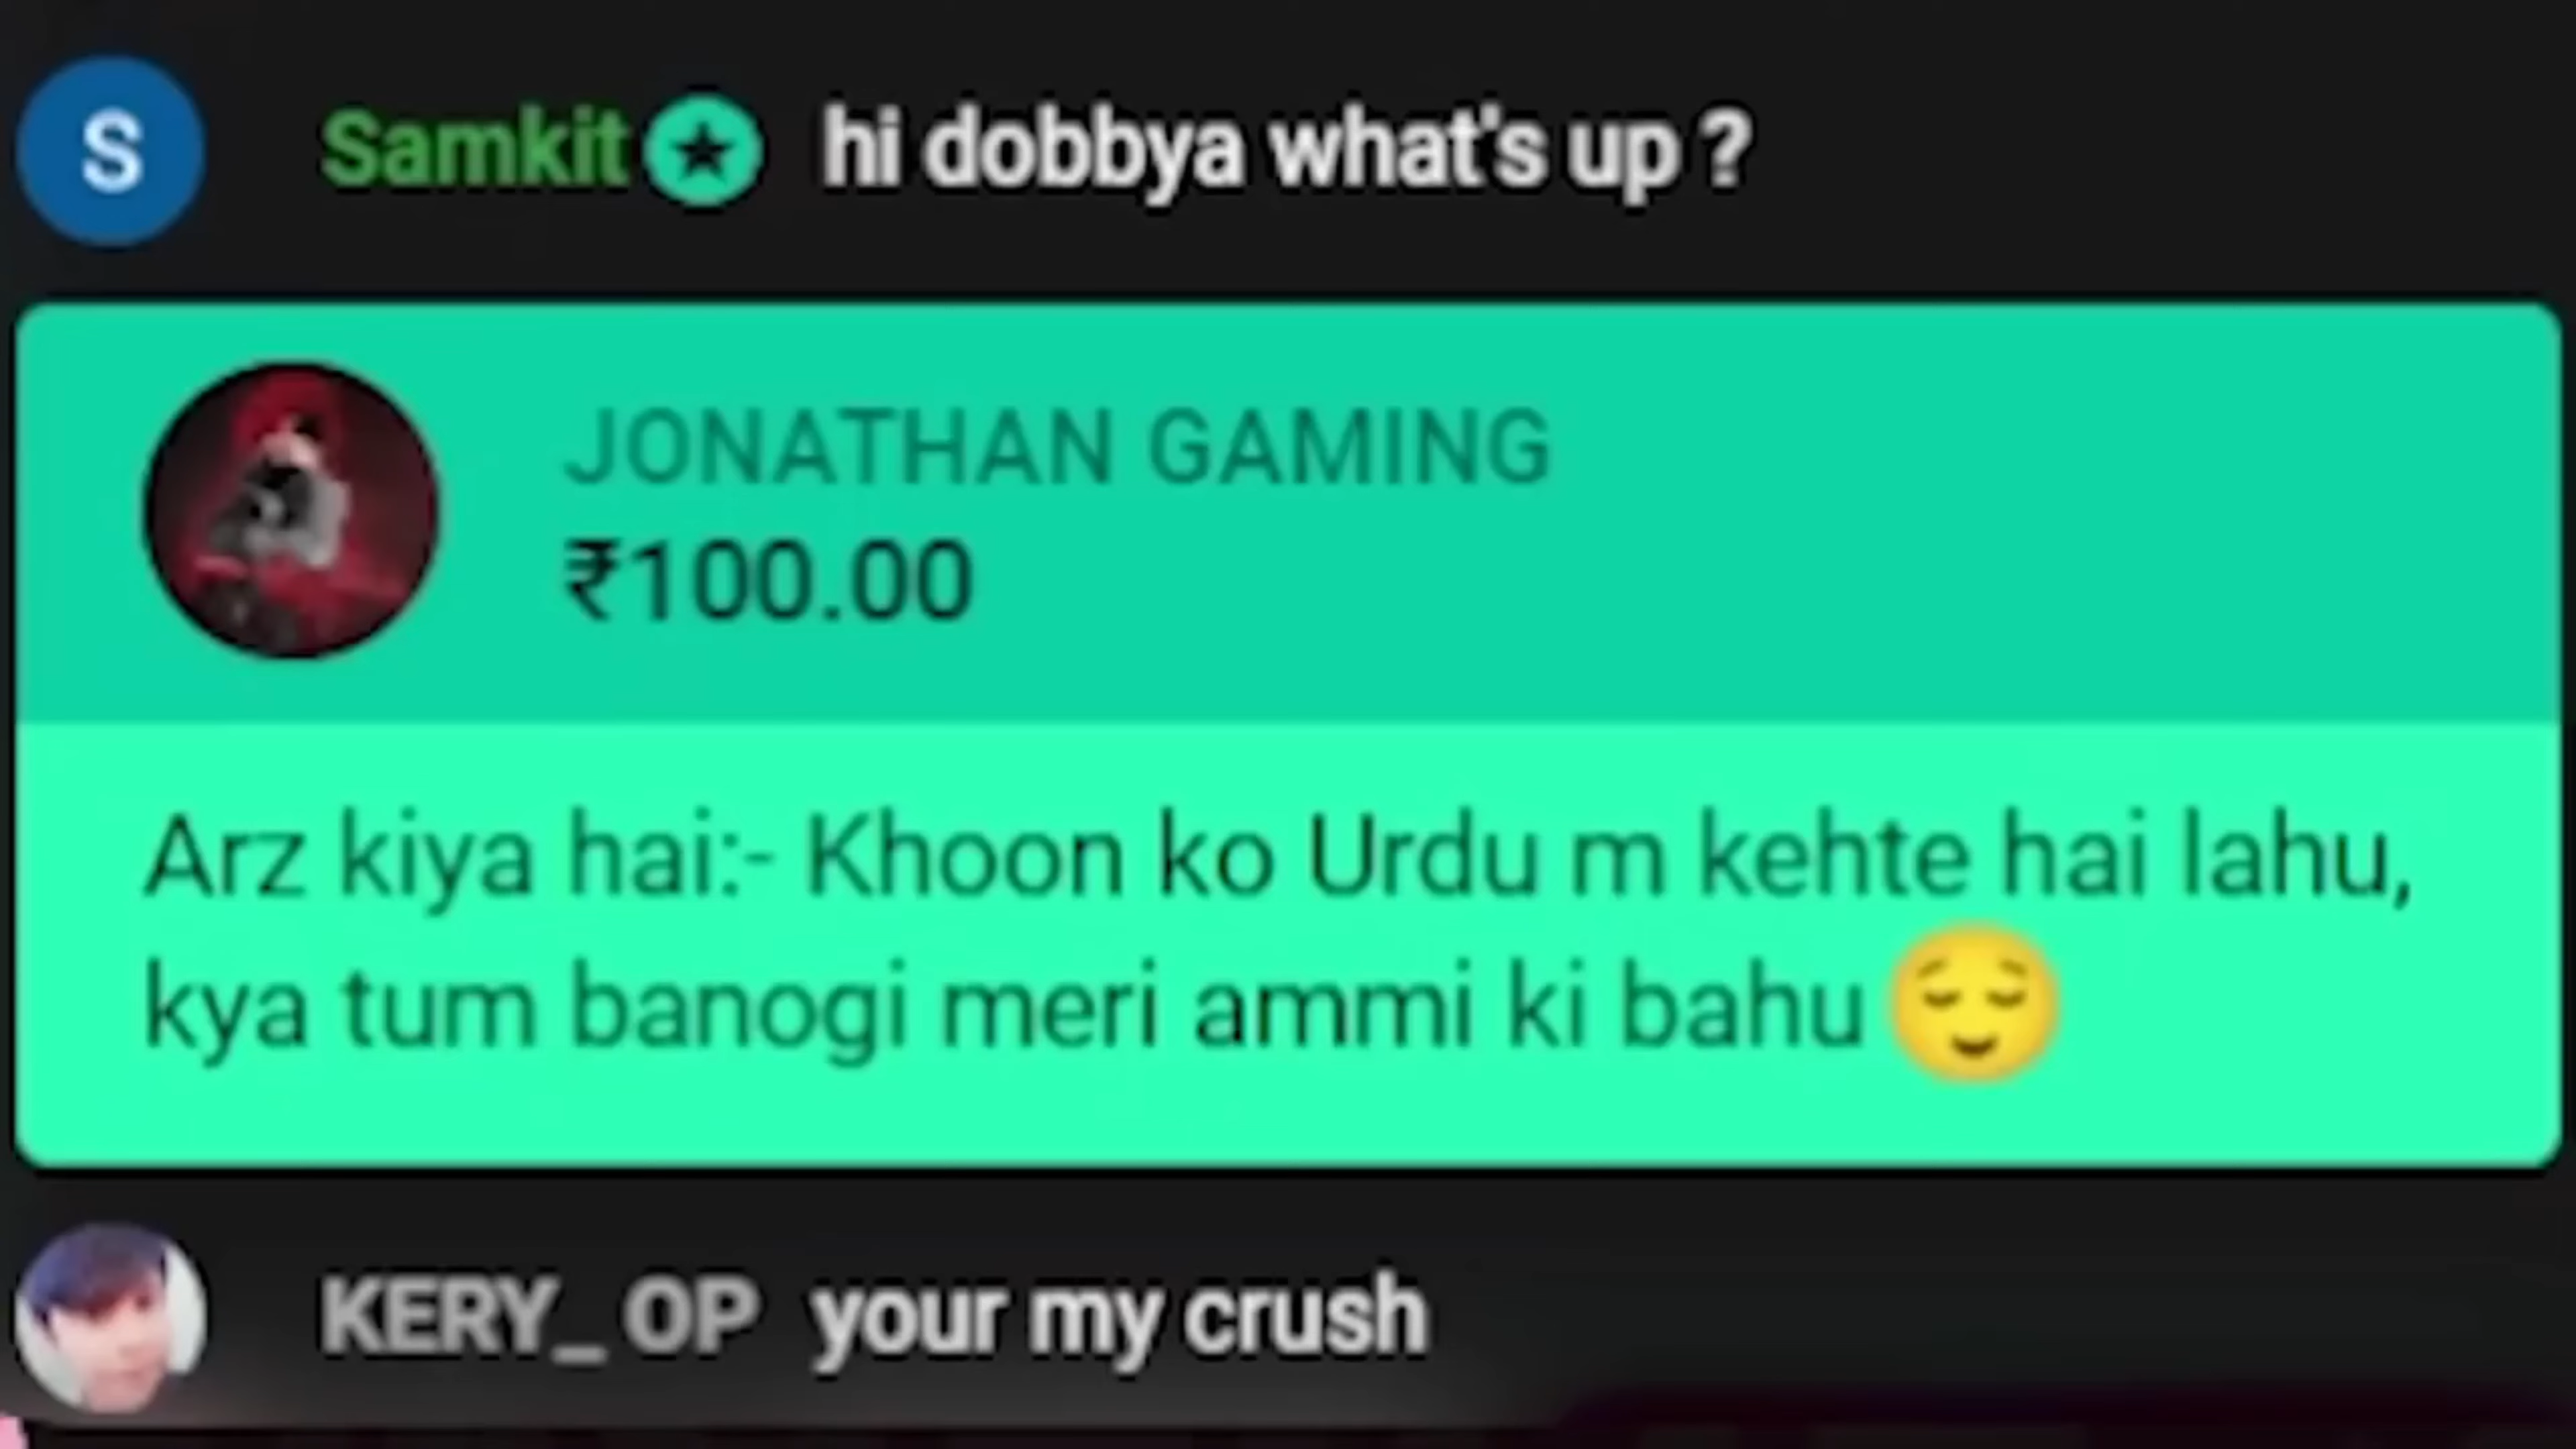 S
Samkit hi dobbya what's up ?
JONATHAN GAMING
₹100.00
Arz kiya hai:- Khoon ko Urdu m kehte hai lahu,
kya tum banogi meri ammi ki bahu 😌
KERY_ OP your my crush